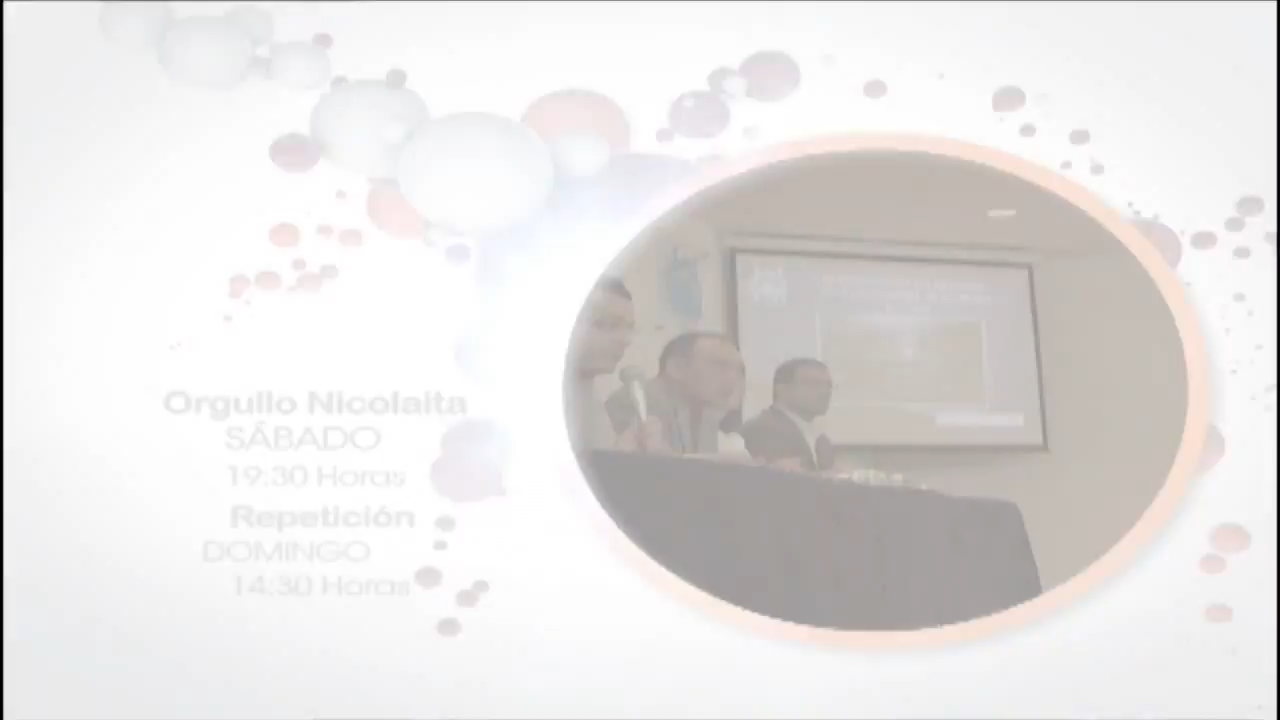 Orgullo Nicolaita
SÁBADO
19:30 Horas
Repetición
DOMINGO
14:30 Horas